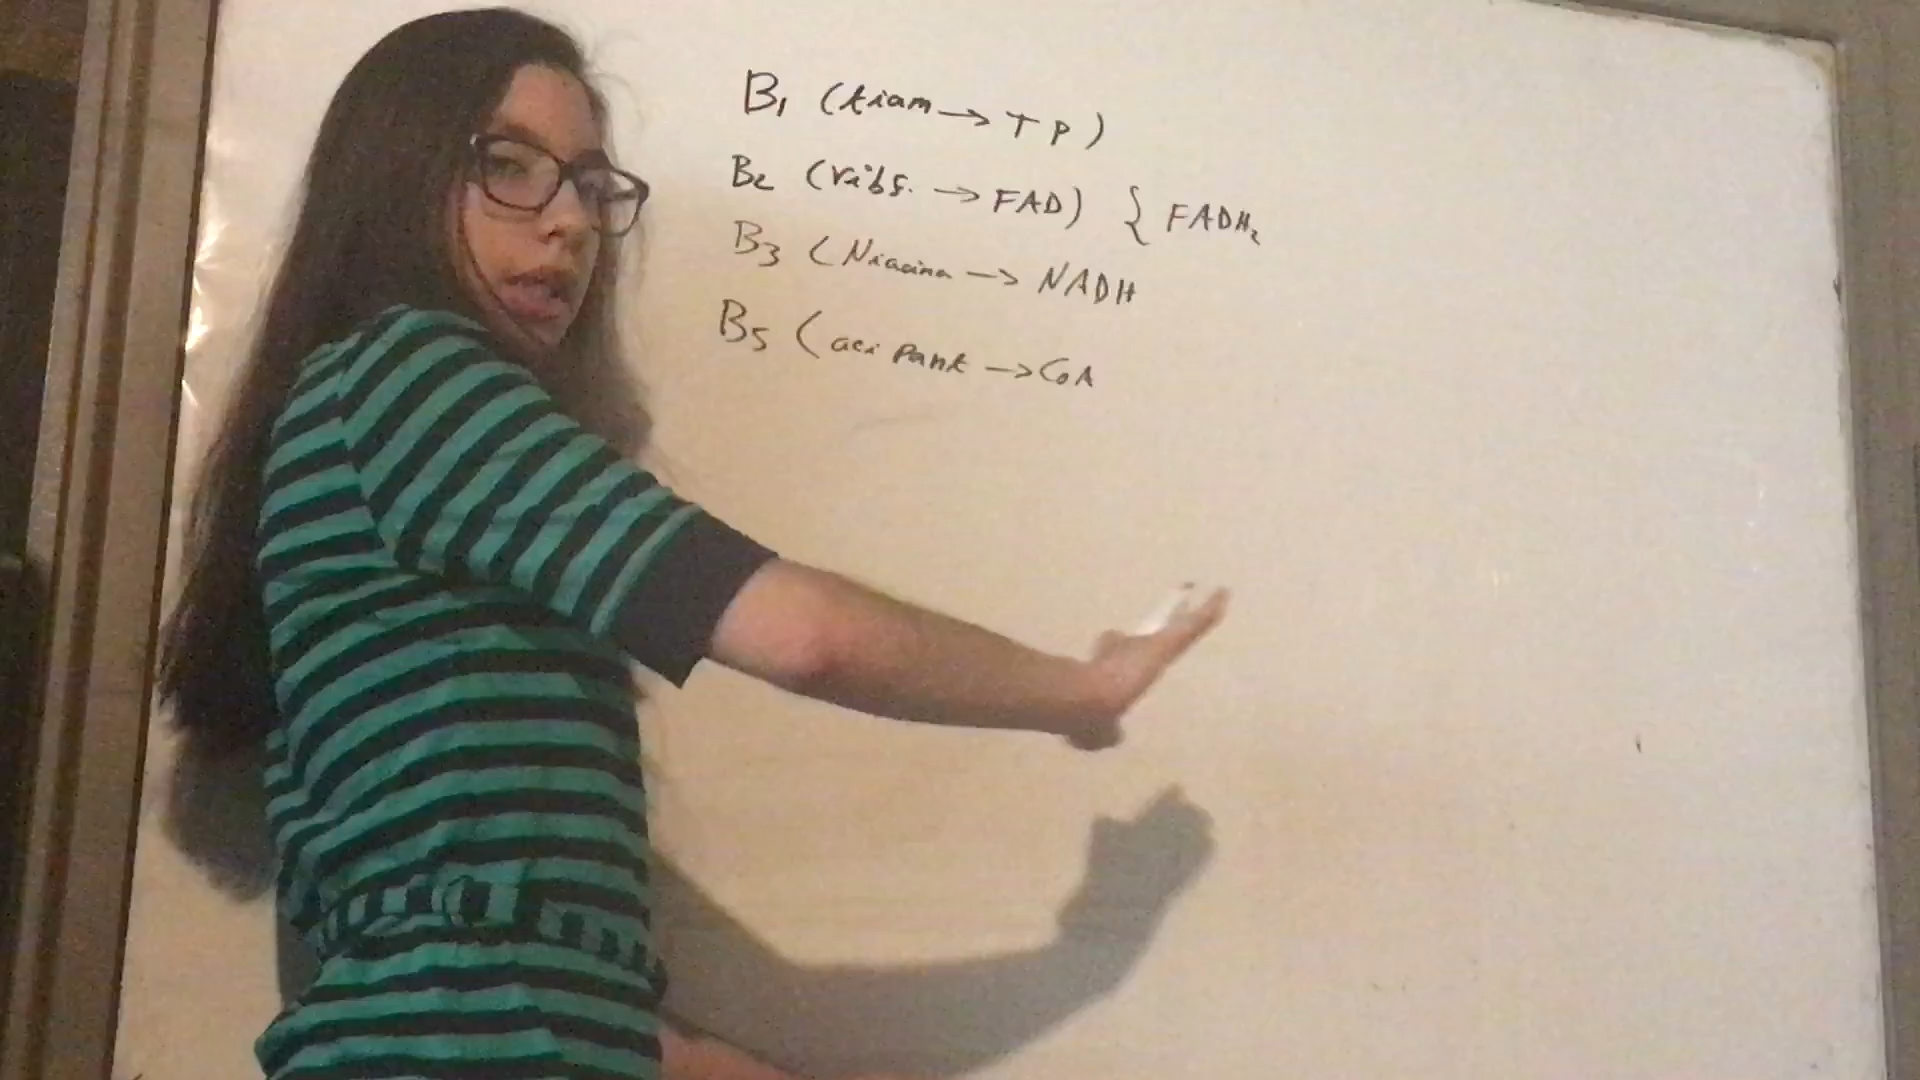 B1 (tiam → TP)
B2 (ribf. → FAD) { FADH2
B3 (Niacina → NADH
B5 (aci pant → CoA